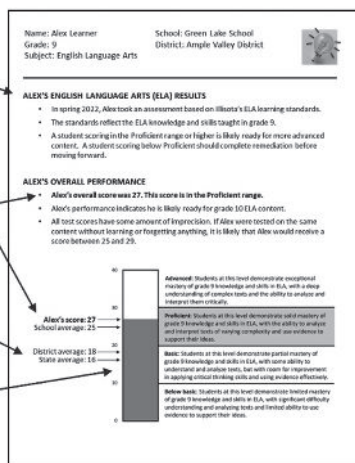 Name: Alex Learner
Grade: 9
Subject: English Language Arts
School: Green Lake School
District: Ample Valley District
ALEX'S ENGLISH LANGUAGE ARTS (ELA) RESULTS
• In spring 2022, Alex took an assessment based on Illisota's ELA learning standards.
• The standards reflect the ELA knowledge and skills taught in grade 9.
• A student scoring in the Proficient range or higher is likely ready for more advanced
content. A student scoring below Proficient should complete remediation before
moving forward.
ALEX'S OVERALL PERFORMANCE
• Alex's overall score was 27. This score is in the Proficient range.
• Alex's performance indicates he is likely ready for grade 10 ELA content.
• All test scores have some amount of imprecision. If Alex were tested on the same
content without learning or forgetting anything, it is likely that Alex would receive a
score between 25 and 29.
40
30
20
10
0
Alex's score: 27
School average: 25
District average: 18
State average: 16
Advanced: Students at this level demonstrate exceptional
mastery of grade 9 knowledge and skills in ELA, with a deep
understanding of complex texts and the ability to analyze and
interpret them critically.
Proficient: Students at this level demonstrate solid mastery of
grade 9 knowledge and skills in ELA, with the ability to analyze
and interpret texts of varying complexity and use evidence to
support their ideas.
Basic: Students at this level demonstrate partial mastery of
grade 9 knowledge and skills in ELA, with some ability to
understand and analyze texts, but with room for improvement
in applying critical thinking skills and using evidence effectively.
Below basic: Students at this level demonstrate limited mastery
of grade 9 knowledge and skills in ELA, with significant difficulty
understanding and analyzing texts and limited ability to use
evidence to support their ideas.